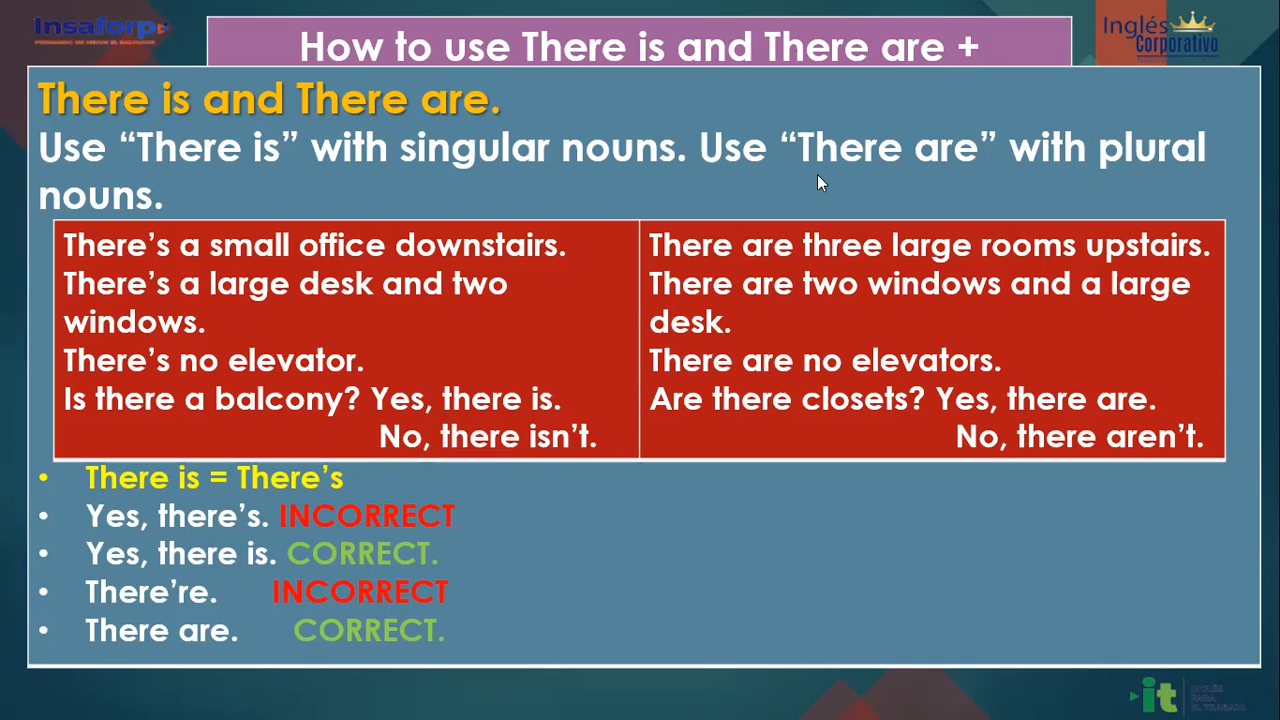 Insaforp
How to use There is and There are +
Inglés
Corporativo
There is and There are.
Use “There is” with singular nouns. Use “There are” with plural
nouns.
There’s a small office downstairs.
There’s a large desk and two
windows.
There’s no elevator.
Is there a balcony? Yes, there is.
No, there isn’t.
There are three large rooms upstairs.
There are two windows and a large
desk.
There are no elevators.
Are there closets? Yes, there are.
No, there aren’t.
• There is = There’s
• Yes, there’s. INCORRECT
• Yes, there is. CORRECT.
• There’re. INCORRECT
• There are. CORRECT.
it
INGLÉS
PARA
EL TRABAJO